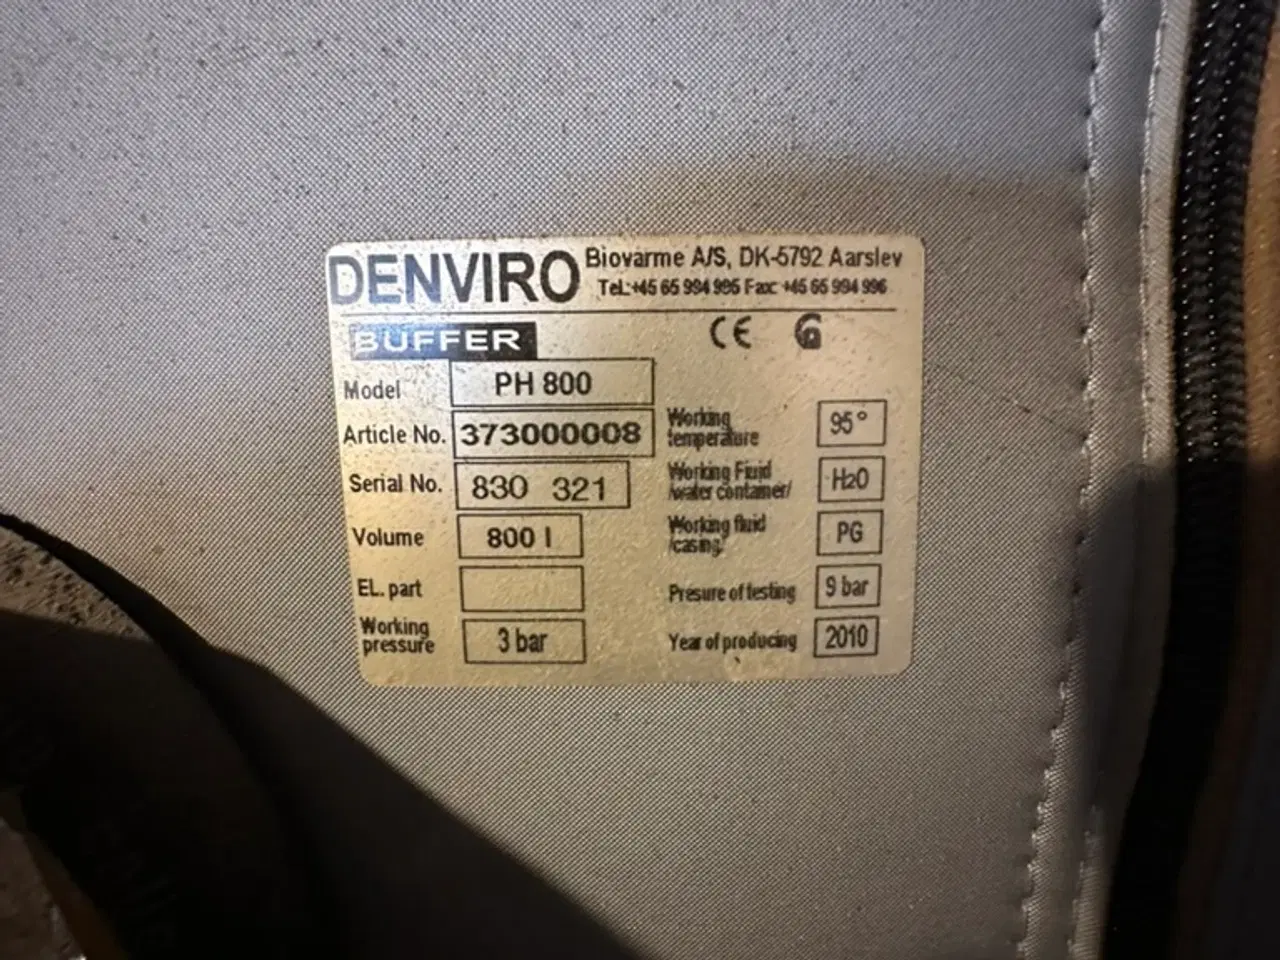 DENVIRO
Biovarme A/S, DK-5792 Aarslev
Tel.:+45 65 994 995 Fax: +45 65 994 996
BUFFER
CE
Model PH 800
Article No. 373000008
Serial No. 830 321
Volume 800 l
EL. part
Working pressure 3 bar
Working temperature 95°
Working Fluid /water container/ H2O
Working fluid /casing/ PG
Presure of testing 9 bar
Year of producing 2010